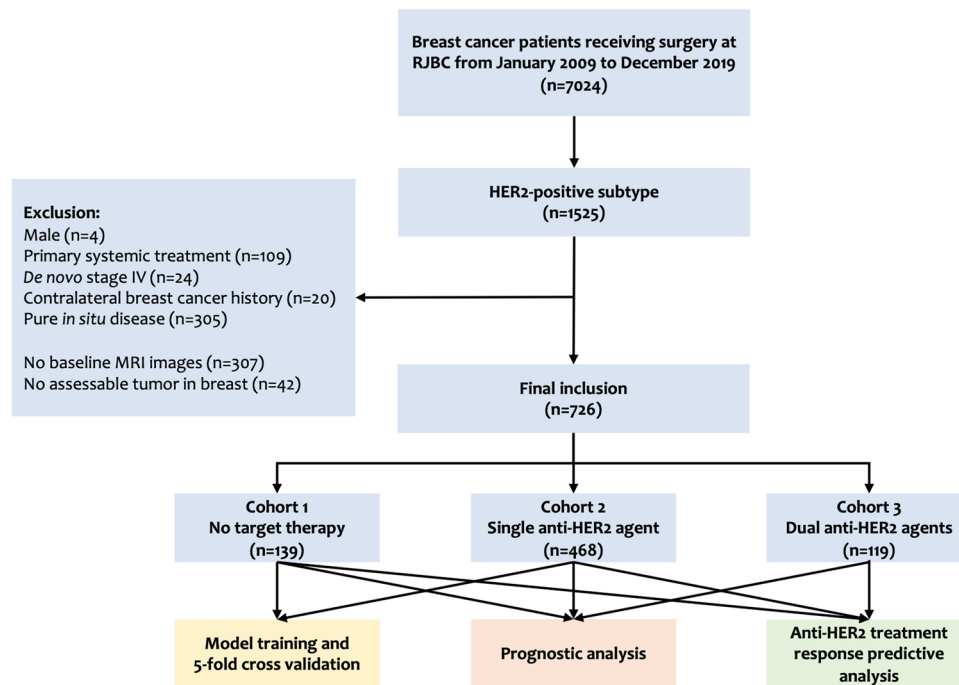 Breast cancer patients receiving surgery at
RJBC from January 2009 to December 2019
(n=7024)
HER2-positive subtype
(n=1525)
Exclusion:
Male (n=4)
Primary systemic treatment (n=109)
De novo stage IV (n=24)
Contralateral breast cancer history (n=20)
Pure in situ disease (n=305)
No baseline MRI images (n=307)
No assessable tumor in breast (n=42)
Final inclusion
(n=726)
Cohort 1
No target therapy
(n=139)
Cohort 2
Single anti-HER2 agent
(n=468)
Cohort 3
Dual anti-HER2 agents
(n=119)
Model training and
5-fold cross validation
Prognostic analysis
Anti-HER2 treatment
response predictive
analysis